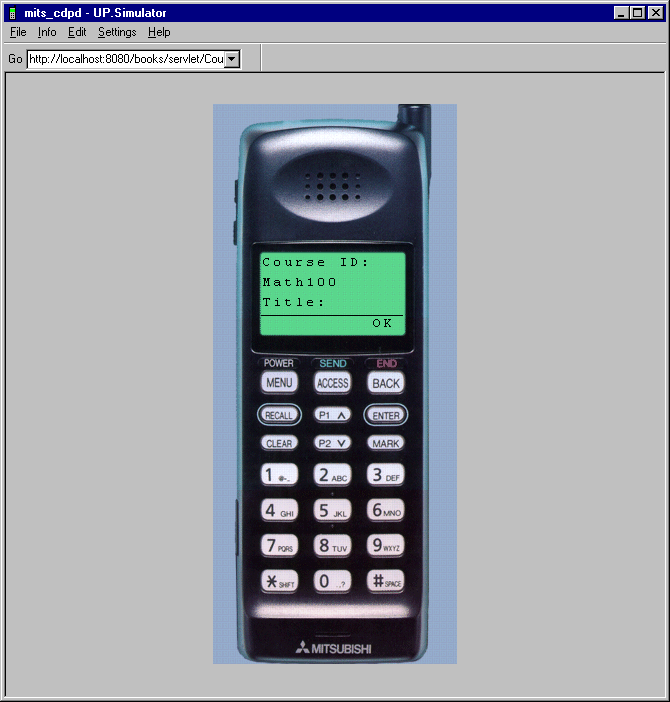 mits_cdpd - UP.Simulator
File Info Edit Settings Help
Go http://localhost:8080/books/servlet/Cou
Course ID:
Math100
Title:
OK
POWER SEND END
MENU ACCESS BACK
RECALL P1 ENTER
CLEAR P2 MARK
1 @-. 2 ABC 3 DEF
4 GHI 5 JKL 6 MNO
7 PQRS 8 TUV 9 WXYZ
* SHIFT 0 .,? # SPACE
MITSUBISHI